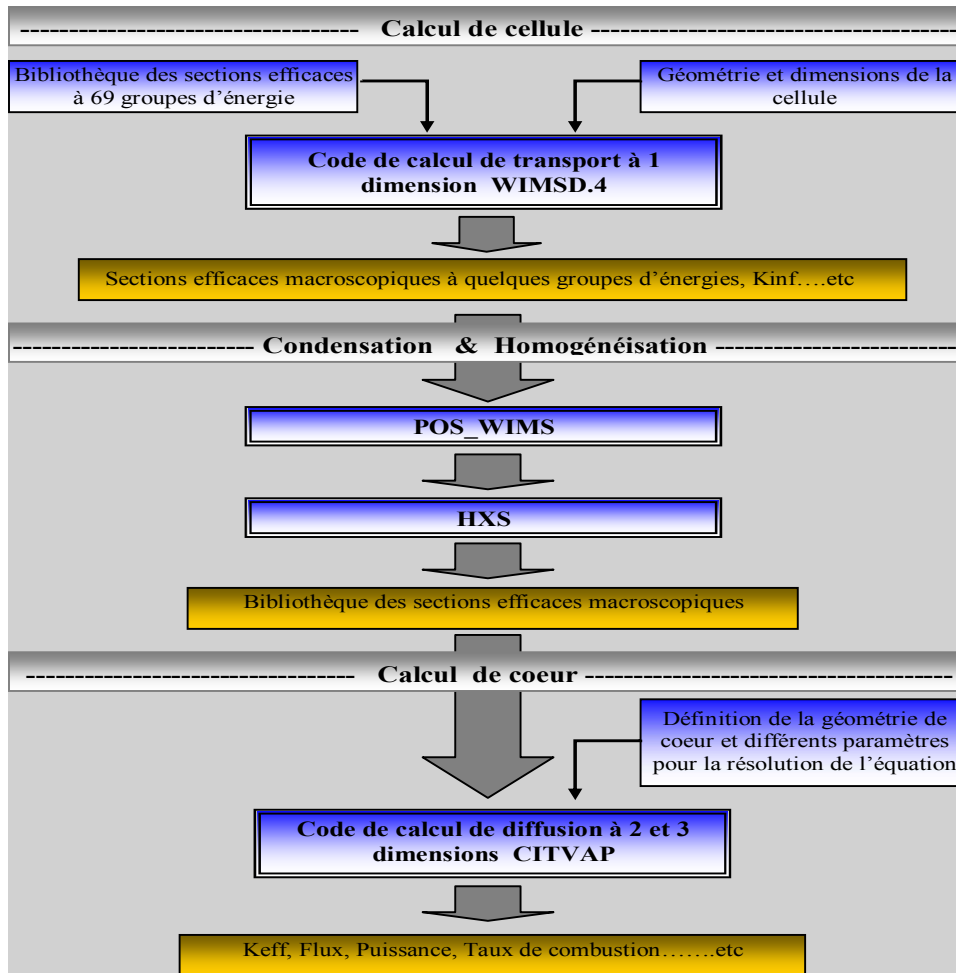 ----------------------------------- Calcul de cellule ---------------------------------------
Bibliothèque des sections efficaces
à 69 groupes d'énergie
Géométrie et dimensions de la
cellule
Code de calcul de transport à 1
dimension WIMSD.4
Sections efficaces macroscopiques à quelques groupes d'énergies, Kinf….etc
------------------------- Condensation & Homogénéisation -------------------------
POS_WIMS
HXS
Bibliothèque des sections efficaces macroscopiques
----------------------------------- Calcul de coeur ---------------------------------------
Définition de la géométrie de
coeur et différents paramètres
pour la résolution de l'équation
Code de calcul de diffusion à 2 et 3
dimensions CITVAP
Keff, Flux, Puissance, Taux de combustion…….etc